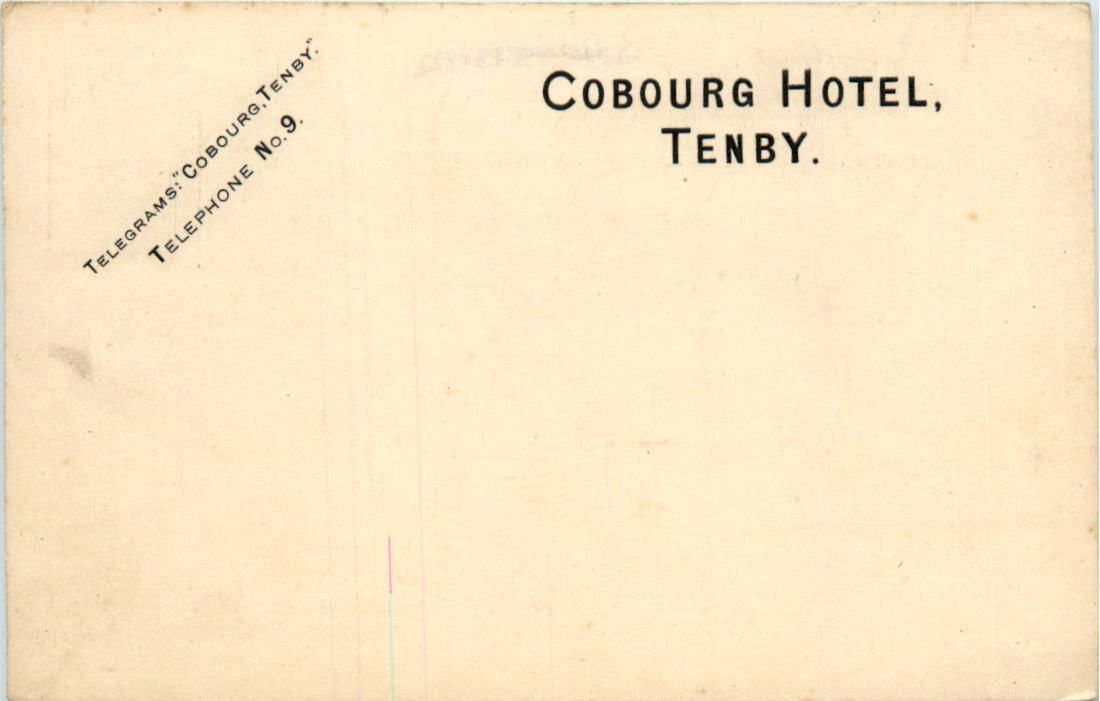 TELEGRAMS: "COBOURG, TENBY."
TELEPHONE No. 9.
COBOURG HOTEL,
TENBY.